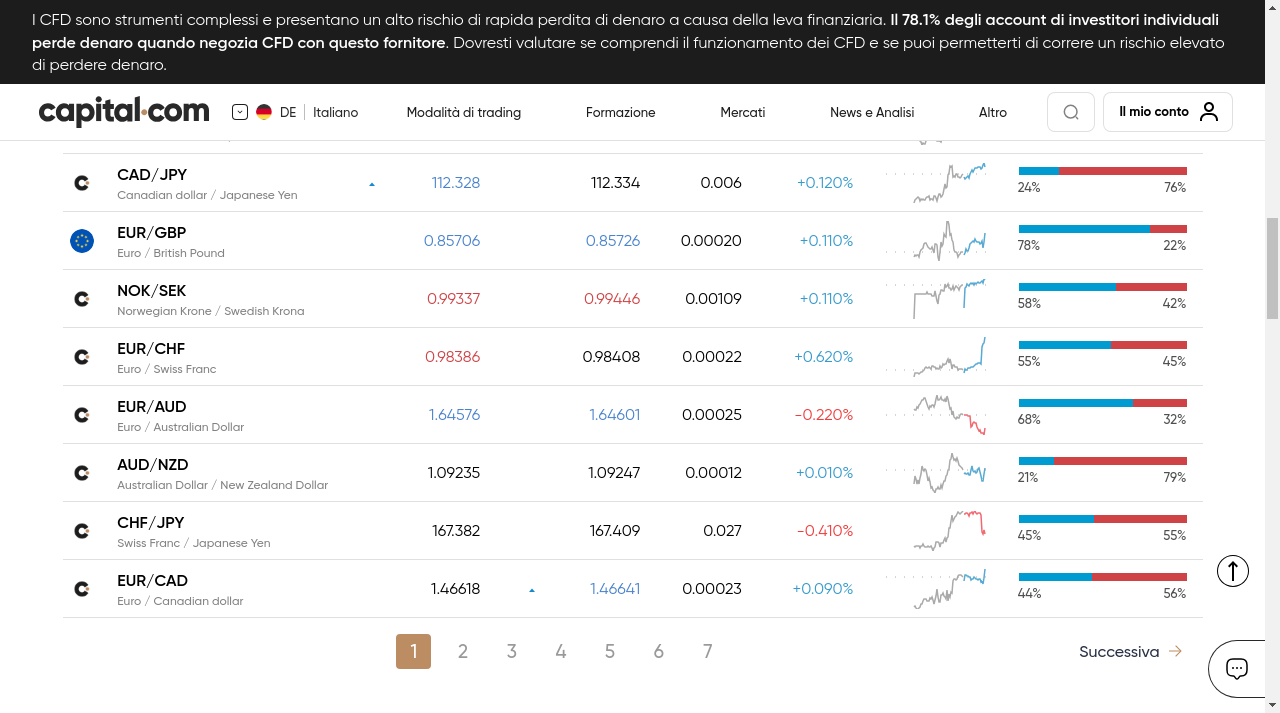 I CFD sono strumenti complessi e presentano un alto rischio di rapida perdita di denaro a causa della leva finanziaria. Il 78.1% degli account di investitori individuali
perde denaro quando negozia CFD con questo fornitore. Dovresti valutare se comprendi il funzionamento dei CFD e se puoi permetterti di correre un rischio elevato
di perdere denaro.
capital.com DE Italiano Modalità di trading Formazione Mercati News e Analisi Altro Il mio conto
CAD/JPY 112.328 112.334 0.006 +0.120%
Canadian dollar / Japanese Yen 24% 76%
EUR/GBP 0.85706 0.85726 0.00020 +0.110%
Euro / British Pound 78% 22%
NOK/SEK 0.99337 0.99446 0.00109 +0.110%
Norwegian Krone / Swedish Krona 58% 42%
EUR/CHF 0.98386 0.98408 0.00022 +0.620%
Euro / Swiss Franc 55% 45%
EUR/AUD 1.64576 1.64601 0.00025 -0.220%
Euro / Australian Dollar 68% 32%
AUD/NZD 1.09235 1.09247 0.00012 +0.010%
Australian Dollar / New Zealand Dollar 21% 79%
CHF/JPY 167.382 167.409 0.027 -0.410%
Swiss Franc / Japanese Yen 45% 55%
EUR/CAD 1.46618 1.46641 0.00023 +0.090%
Euro / Canadian dollar 44% 56%
1 2 3 4 5 6 7 Successiva